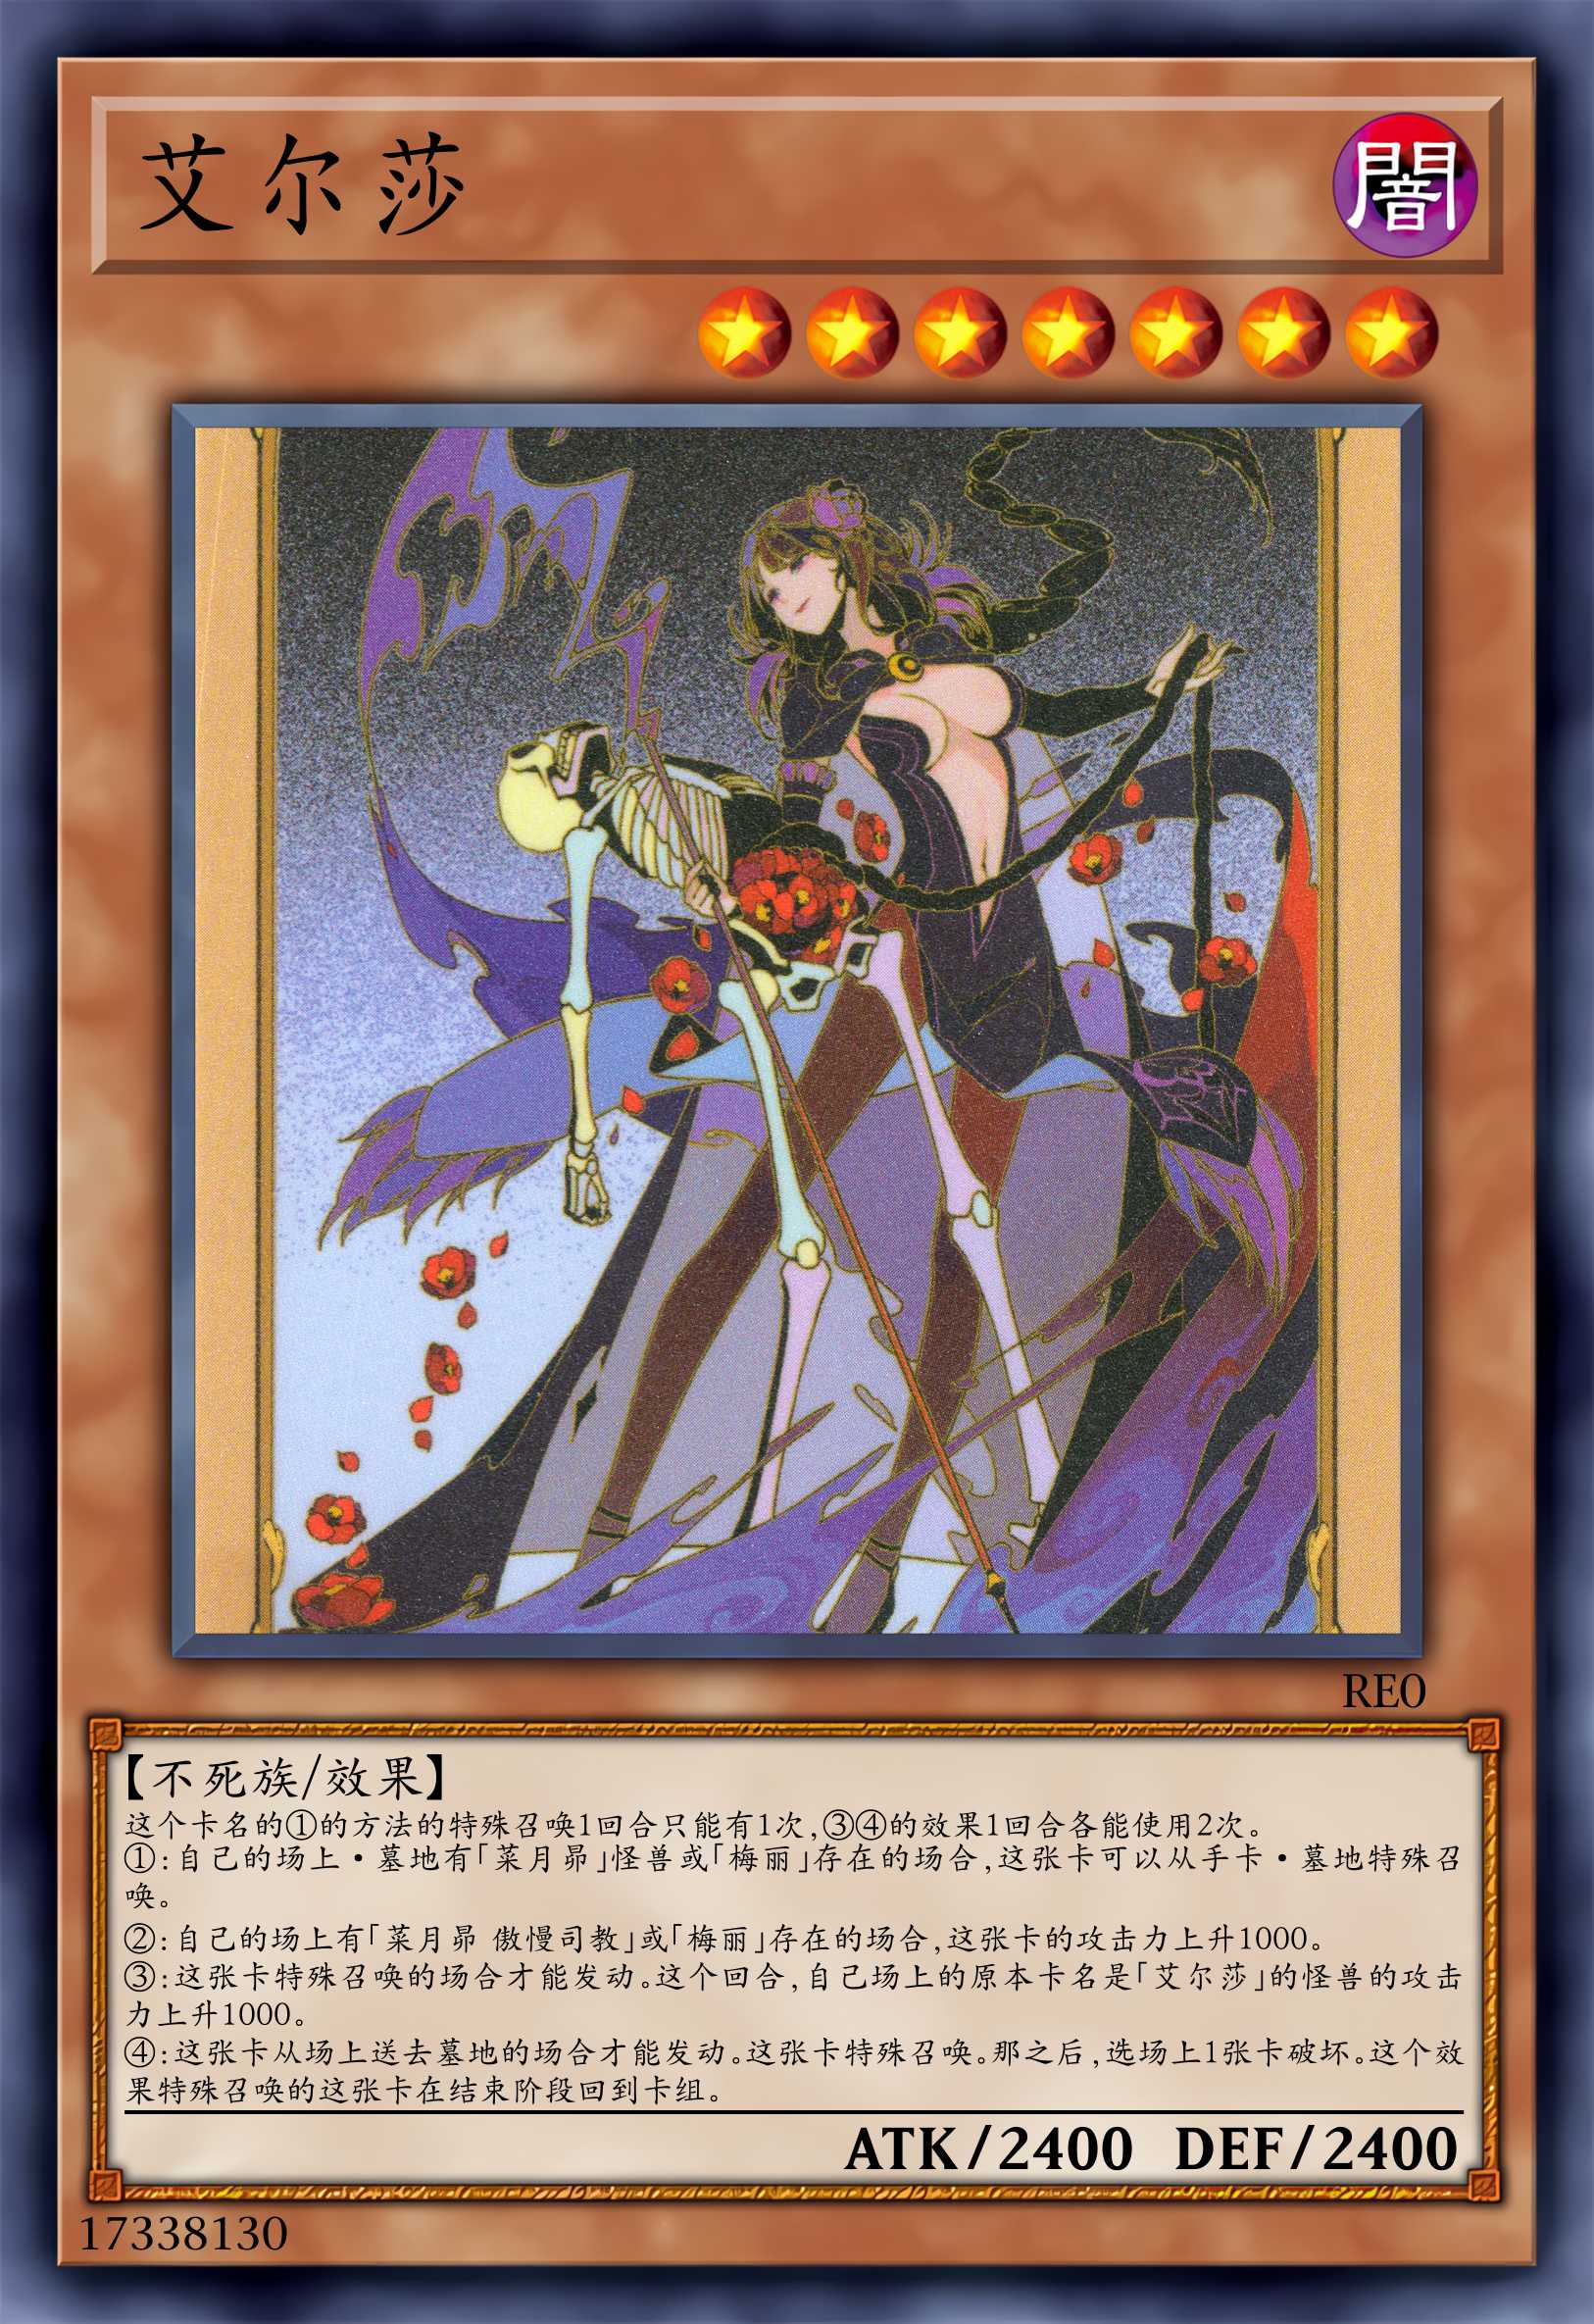 艾尔莎
闇
RE0
【不死族/效果】
这个卡名的①的方法的特殊召唤1回合只能有1次,③④的效果1回合各能使用2次。
①:自己的场上·墓地有「菜月昴」怪兽或「梅丽」存在的场合,这张卡可以从手卡·墓地特殊召
唤。
②:自己的场上有「菜月昴 傲慢司教」或「梅丽」存在的场合,这张卡的攻击力上升1000。
③:这张卡特殊召唤的场合才能发动。这个回合,自己场上的原本卡名是「艾尔莎」的怪兽的攻击
力上升1000。
④:这张卡从场上送去墓地的场合才能发动。这张卡特殊召唤。那之后,选场上1张卡破坏。这个效
果特殊召唤的这张卡在结束阶段回到卡组。
ATK/2400 DEF/2400
17338130